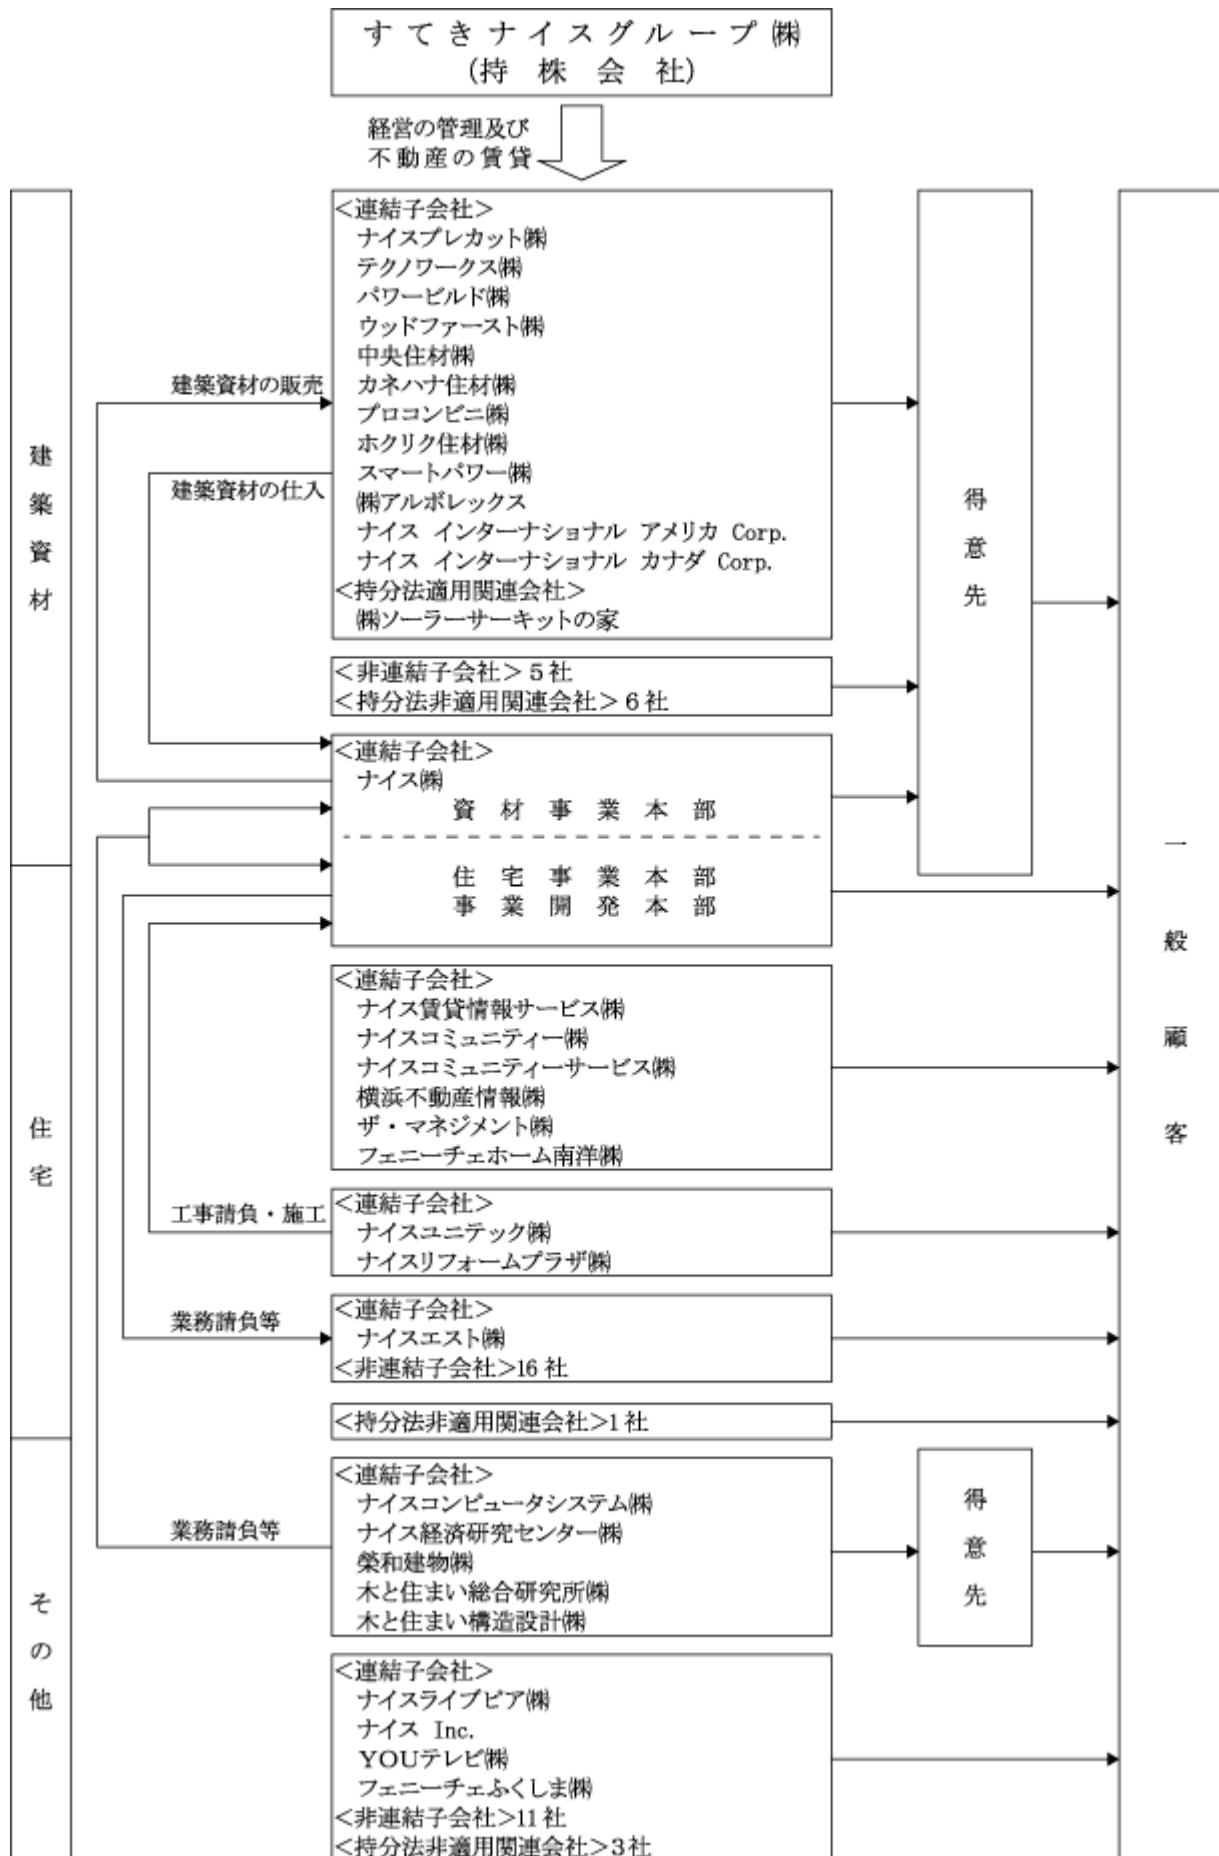 すてきナイスグループ㈱
(持株会社)
経営の管理及び
不動産の賃貸
建築資材
<連結子会社>
ナイスプレカット㈱
テクノワークス㈱
パワービルド㈱
ウッドファースト㈱
中央住材㈱
カネハナ住材㈱
プロコンビニ㈱
ホクリク住材㈱
スマートパワー㈱
㈱アルボレックス
ナイス インターナショナル アメリカ Corp.
ナイス インターナショナル カナダ Corp.
<持分法適用関連会社>
㈱ソーラーサーキットの家
建築資材の販売
建築資材の仕入
得意先
一般顧客
<非連結子会社>5社
<持分法非適用関連会社>6社
<連結子会社>
ナイス㈱
資材事業本部
住宅事業本部
事業開発本部
住宅
<連結子会社>
ナイス賃貸情報サービス㈱
ナイスコミュニティー㈱
ナイスコミュニティーサービス㈱
横浜不動産情報㈱
ザ・マネジメント㈱
フェニーチェホーム南洋㈱
工事請負・施工
<連結子会社>
ナイスユニテック㈱
ナイスリフォームプラザ㈱
業務請負等
<連結子会社>
ナイスエスト㈱
<非連結子会社>16社
<持分法非適用関連会社>1社
その他
業務請負等
<連結子会社>
ナイスコンピュータシステム㈱
ナイス経済研究センター㈱
榮和建物㈱
木と住まい総合研究所㈱
木と住まい構造設計㈱
得意先
<連結子会社>
ナイスライブピア㈱
ナイス Inc.
YOUテレビ㈱
フェニーチェふくしま㈱
<非連結子会社>11社
<持分法非適用関連会社>3社